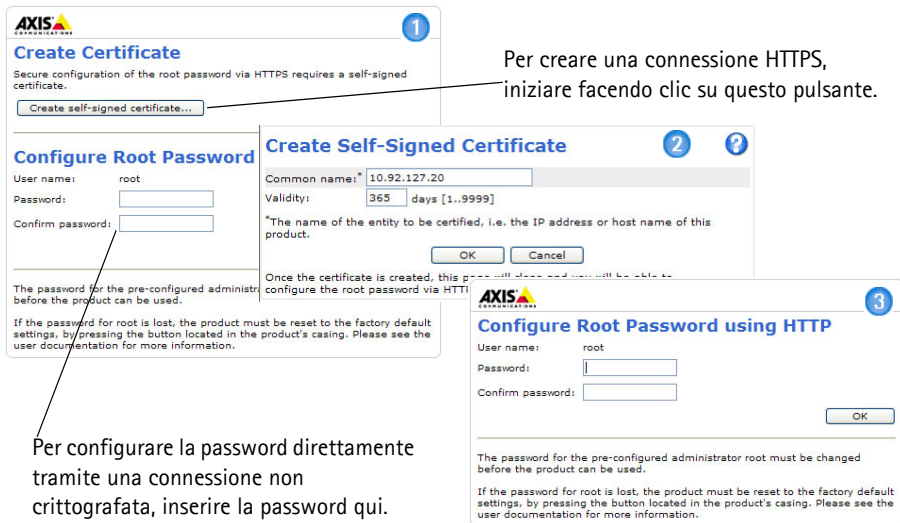 AXIS
COMMUNICATIONS
1
Create Certificate
Secure configuration of the root password via HTTPS requires a self-signed
certificate.
Create self-signed certificate...
Per creare una connessione HTTPS,
iniziare facendo clic su questo pulsante.
Configure Root Password
User name: root
Password:
Confirm password:
The password for the pre-configured administra
before the product can be used.
If the password for root is lost, the product must be reset to the factory default
settings, by pressing the button located in the product's casing. Please see the
user documentation for more information.
Create Self-Signed Certificate
2
?
Common name:* 10.92.127.20
Validity: 365 days [1..9999]
*The name of the entity to be certified, i.e. the IP address or host name of this
product.
OK Cancel
Once the certificate is created, this page will close and you will be able to
configure the root password via HTT
AXIS
COMMUNICATIONS
3
Configure Root Password using HTTP
User name: root
Password:
Confirm password:
OK
The password for the pre-configured administrator root must be changed
before the product can be used.
If the password for root is lost, the product must be reset to the factory default
settings, by pressing the button located in the product's casing. Please see the
user documentation for more information.
Per configurare la password direttamente
tramite una connessione non
crittografata, inserire la password qui.